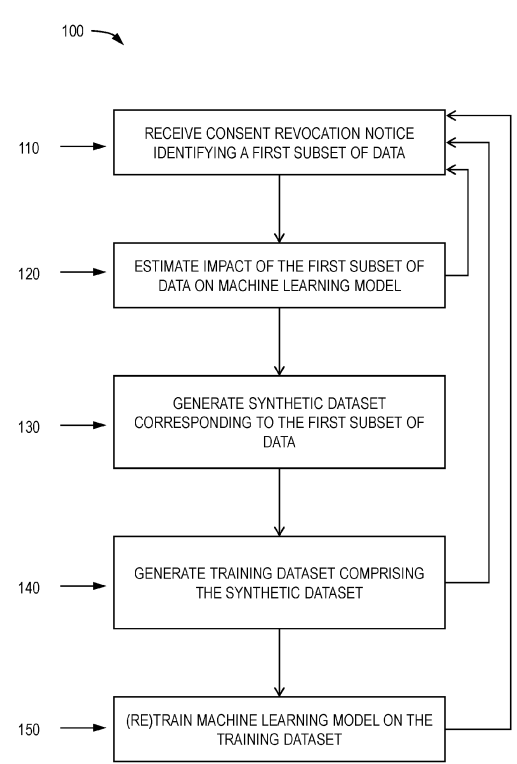 100
110
RECEIVE CONSENT REVOCATION NOTICE
IDENTIFYING A FIRST SUBSET OF DATA
120
ESTIMATE IMPACT OF THE FIRST SUBSET OF
DATA ON MACHINE LEARNING MODEL
130
GENERATE SYNTHETIC DATASET
CORRESPONDING TO THE FIRST SUBSET OF
DATA
140
GENERATE TRAINING DATASET COMPRISING
THE SYNTHETIC DATASET
150
(RE)TRAIN MACHINE LEARNING MODEL ON THE
TRAINING DATASET